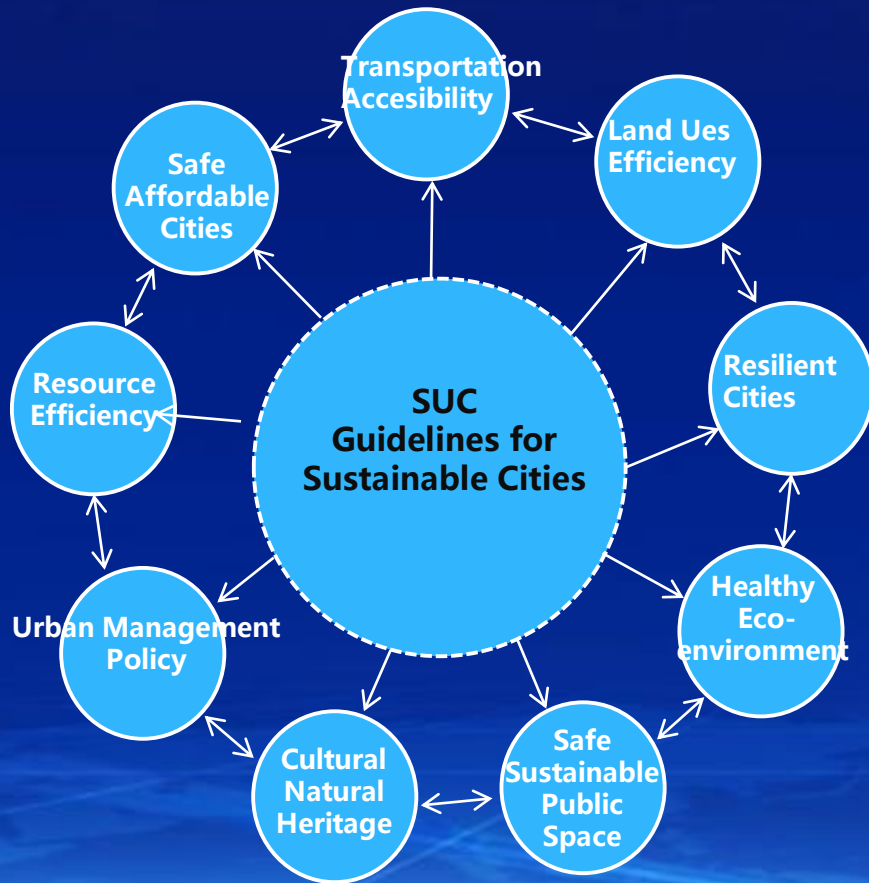 Transportation
Accesibility
Land Ues
Efficiency
Safe
Affordable
Cities
Resilient
Cities
Resource
Efficiency
SUC
Guidelines for
Sustainable Cities
Healthy
Eco-
environment
Urban Management
Policy
Cultural
Natural
Heritage
Safe
Sustainable
Public
Space